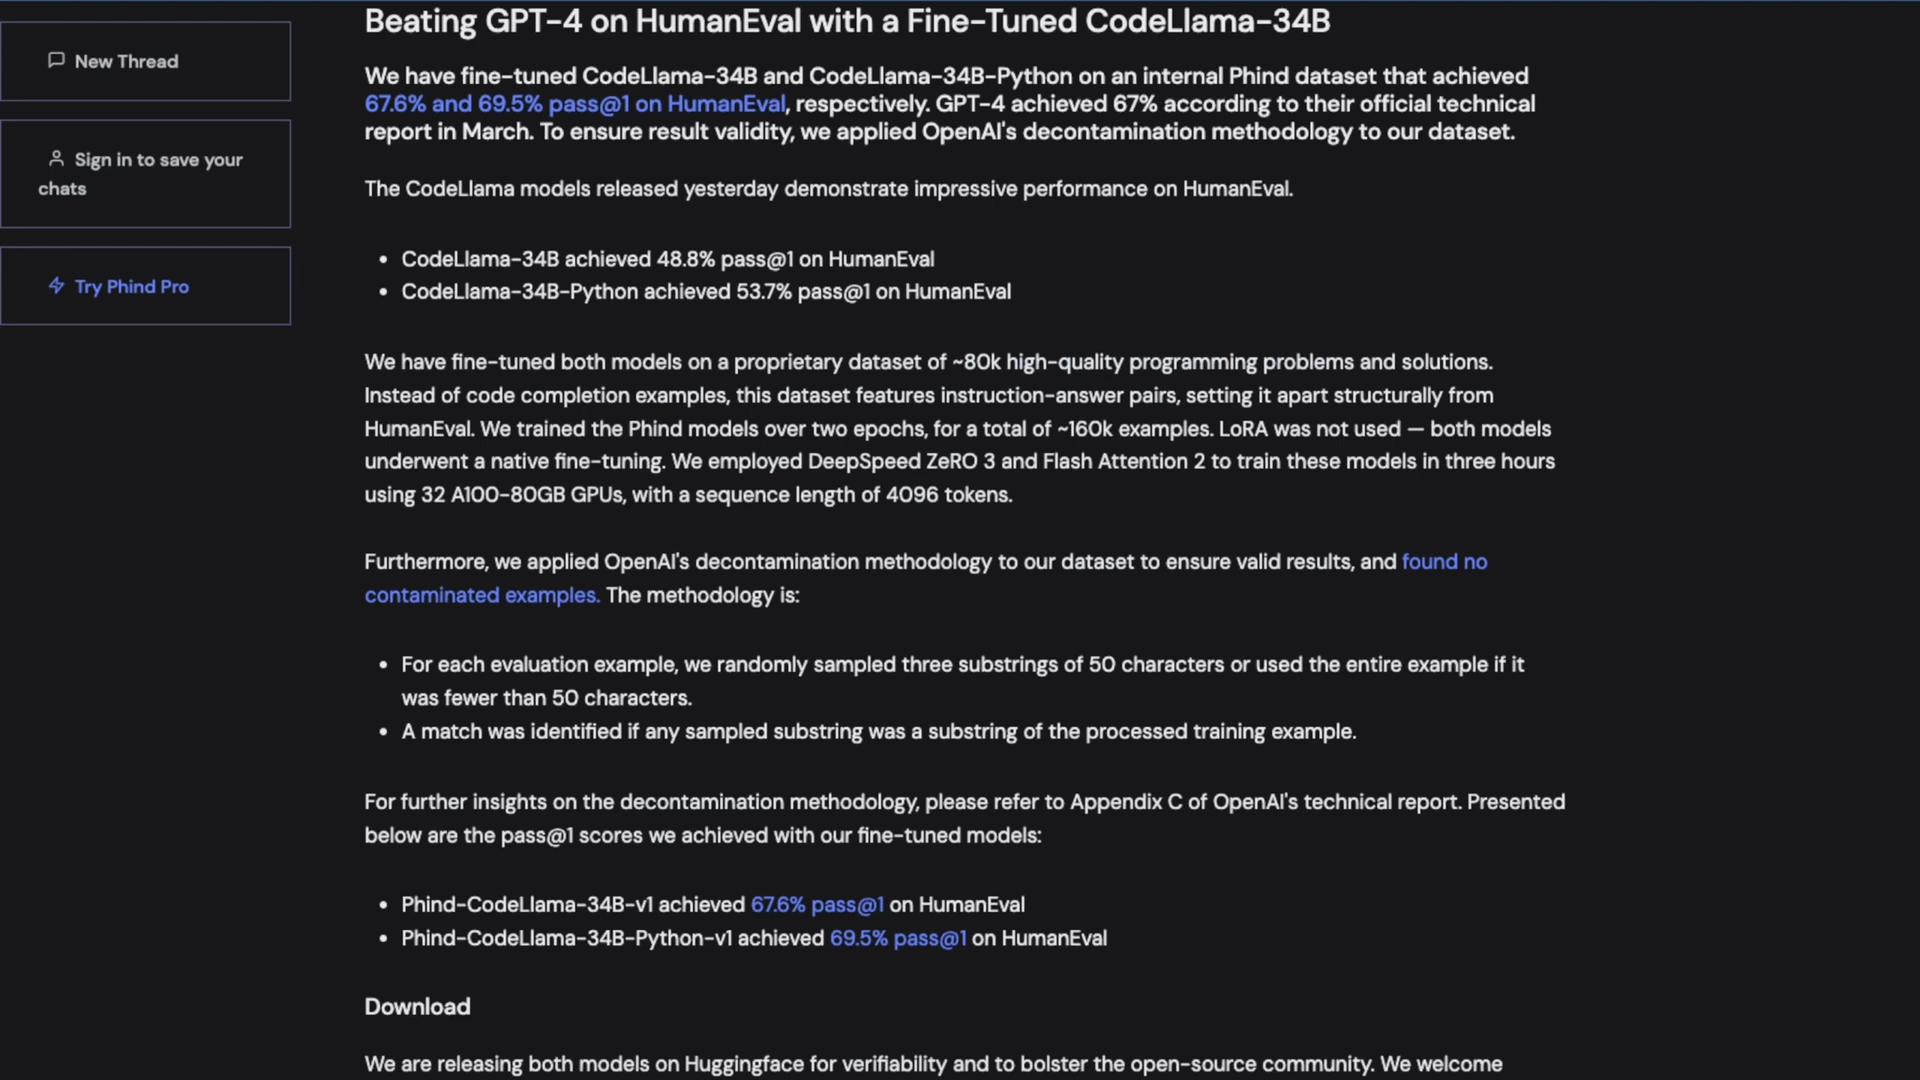 New Thread
Sign in to save your
chats
Try Phind Pro
Beating GPT-4 on HumanEval with a Fine-Tuned CodeLlama-34B
We have fine-tuned CodeLlama-34B and CodeLlama-34B-Python on an internal Phind dataset that achieved
67.6% and 69.5% pass@1 on HumanEval, respectively. GPT-4 achieved 67% according to their official technical
report in March. To ensure result validity, we applied OpenAI's decontamination methodology to our dataset.
The CodeLlama models released yesterday demonstrate impressive performance on HumanEval.
• CodeLlama-34B achieved 48.8% pass@1 on HumanEval
• CodeLlama-34B-Python achieved 53.7% pass@1 on HumanEval
We have fine-tuned both models on a proprietary dataset of ~80k high-quality programming problems and solutions.
Instead of code completion examples, this dataset features instruction-answer pairs, setting it apart structurally from
HumanEval. We trained the Phind models over two epochs, for a total of ~160k examples. LoRA was not used — both models
underwent a native fine-tuning. We employed DeepSpeed ZeRO 3 and Flash Attention 2 to train these models in three hours
using 32 A100-80GB GPUs, with a sequence length of 4096 tokens.
Furthermore, we applied OpenAI's decontamination methodology to our dataset to ensure valid results, and found no
contaminated examples. The methodology is:
• For each evaluation example, we randomly sampled three substrings of 50 characters or used the entire example if it
was fewer than 50 characters.
• A match was identified if any sampled substring was a substring of the processed training example.
For further insights on the decontamination methodology, please refer to Appendix C of OpenAI's technical report. Presented
below are the pass@1 scores we achieved with our fine-tuned models:
• Phind-CodeLlama-34B-v1 achieved 67.6% pass@1 on HumanEval
• Phind-CodeLlama-34B-Python-v1 achieved 69.5% pass@1 on HumanEval
Download
We are releasing both models on Huggingface for verifiability and to bolster the open-source community. We welcome